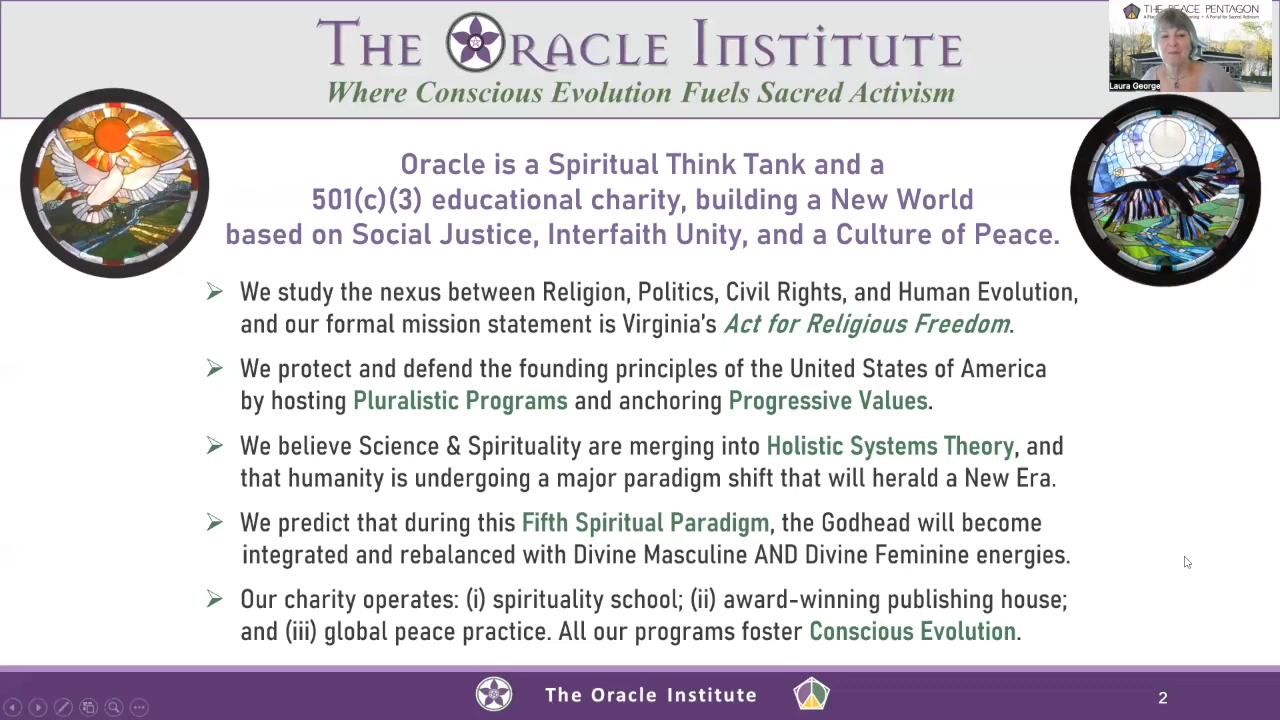 THE ORACLE INSTITUTE
Where Conscious Evolution Fuels Sacred Activism
THE PEACE PENTAGON
A Portal for Sacred Activism
Laura George
Oracle is a Spiritual Think Tank and a
501(c)(3) educational charity, building a New World
based on Social Justice, Interfaith Unity, and a Culture of Peace.
➢ We study the nexus between Religion, Politics, Civil Rights, and Human Evolution,
and our formal mission statement is Virginia's Act for Religious Freedom.
➢ We protect and defend the founding principles of the United States of America
by hosting Pluralistic Programs and anchoring Progressive Values.
➢ We believe Science & Spirituality are merging into Holistic Systems Theory, and
that humanity is undergoing a major paradigm shift that will herald a New Era.
➢ We predict that during this Fifth Spiritual Paradigm, the Godhead will become
integrated and rebalanced with Divine Masculine AND Divine Feminine energies.
➢ Our charity operates: (i) spirituality school; (ii) award-winning publishing house;
and (iii) global peace practice. All our programs foster Conscious Evolution.
The Oracle Institute
2